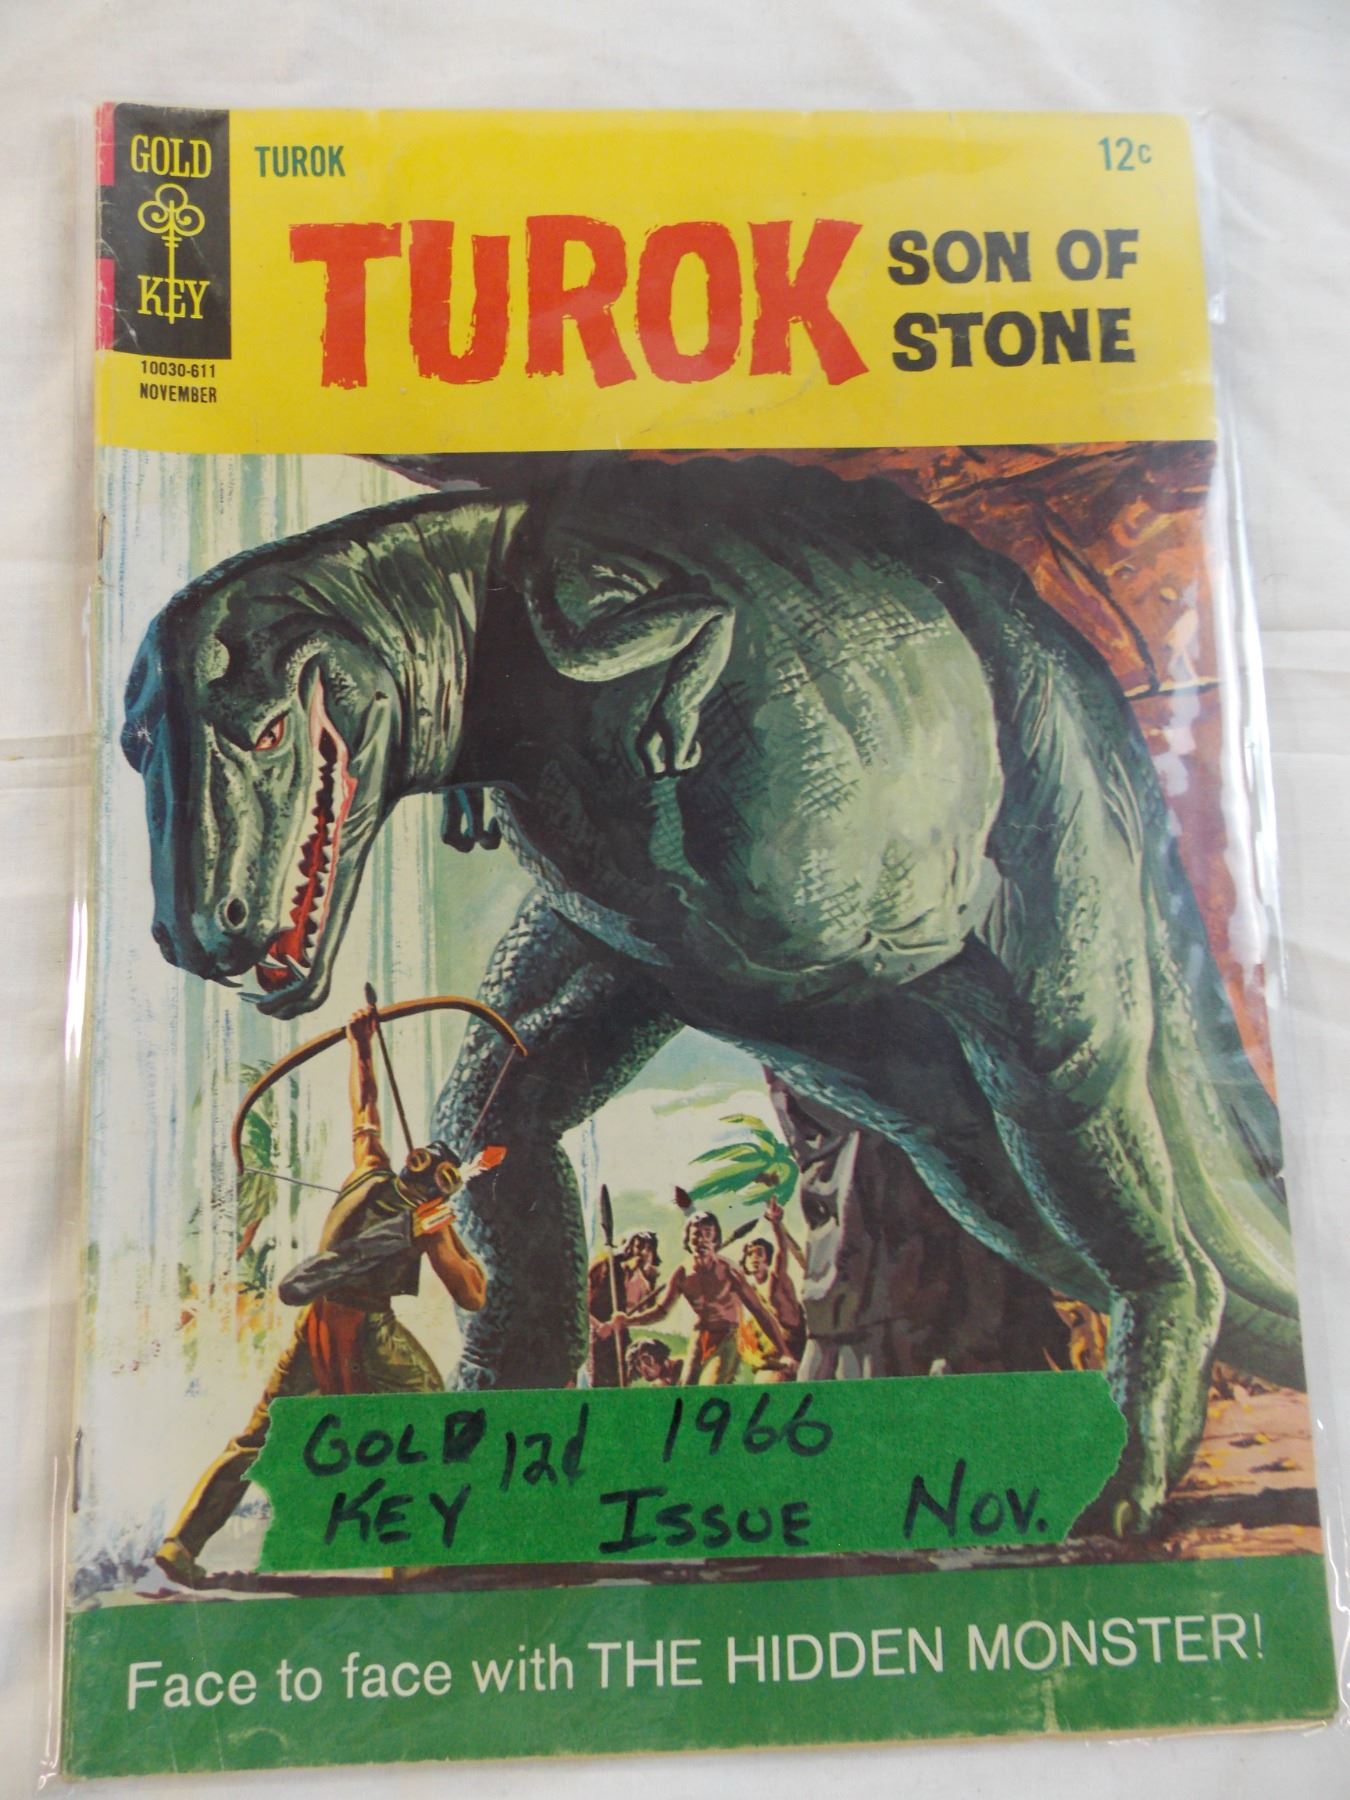 GOLD
KEY
TUROK
12c
TUROK SON OF
STONE
10030-611
NOVEMBER
GOLD 12¢ 1966
KEY ISSUE Nov.
Face to face with THE HIDDEN MONSTER!